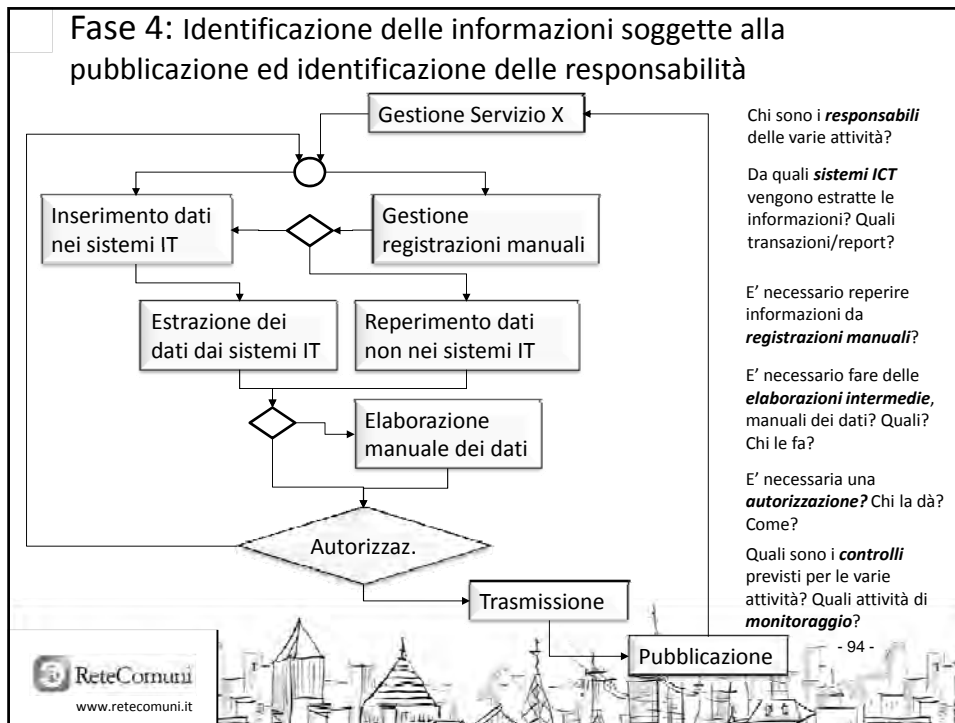 Fase 4: Identificazione delle informazioni soggette alla
pubblicazione ed identificazione delle responsabilità
Gestione Servizio X
Inserimento dati
nei sistemi IT
Gestione
registrazioni manuali
Estrazione dei
dati dai sistemi IT
Reperimento dati
non nei sistemi IT
Elaborazione
manuale dei dati
Autorizzaz.
Trasmissione
Pubblicazione
Chi sono i responsabili
delle varie attività?
Da quali sistemi ICT
vengono estratte le
informazioni? Quali
transazioni/report?
E’ necessario reperire
informazioni da
registrazioni manuali?
E’ necessario fare delle
elaborazioni intermedie,
manuali dei dati? Quali?
Chi le fa?
E’ necessaria una
autorizzazione? Chi la dà?
Come?
Quali sono i controlli
previsti per le varie
attività? Quali attività di
monitoraggio?
- 94 -
ReteComuni
www.retecomuni.it